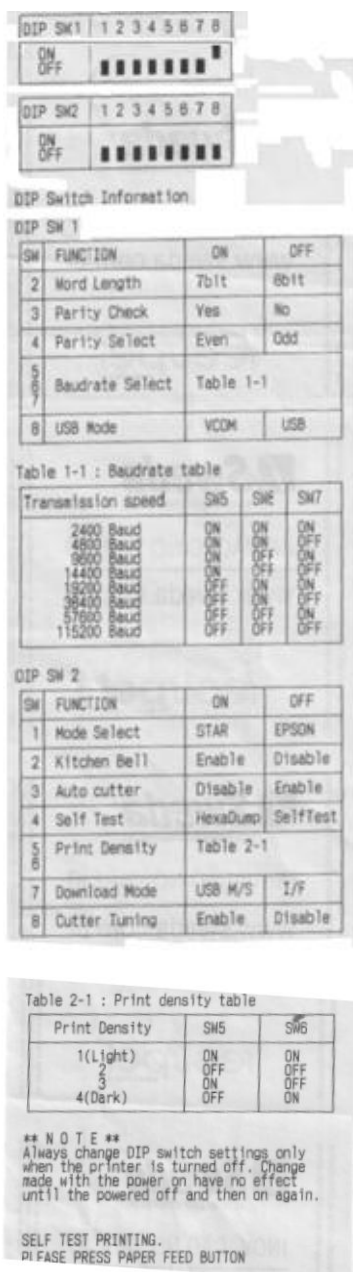 DIP SW1 1 2 3 4 5 6 7 8
ON
OFF
DIP SW2 1 2 3 4 5 6 7 8
ON
OFF
DIP Switch Information
DIP SW 1
SW FUNCTION ON OFF
2 Word Length 7bit 8bit
3 Parity Check Yes No
4 Parity Select Even Odd
5
6 Baudrate Select Table 1-1
7
8 USB Mode VCOM USB
Table 1-1 : Baudrate table
Transmission speed SW5 SW6 SW7
2400 Baud ON ON ON
4800 Baud ON ON OFF
9600 Baud ON OFF ON
14400 Baud ON OFF OFF
19200 Baud OFF ON ON
38400 Baud OFF ON OFF
57600 Baud OFF OFF ON
115200 Baud OFF OFF OFF
DIP SW 2
SW FUNCTION ON OFF
1 Mode Select STAR EPSON
2 Kitchen Bell Enable Disable
3 Auto cutter Disable Enable
4 Self Test HexaDump SelfTest
5 Print Density Table 2-1
6
7 Download Mode USB M/S I/F
8 Cutter Tuning Enable Disable
Table 2-1 : Print density table
Print Density SW5 SW6
1(Light) ON ON
2 OFF OFF
3 ON OFF
4(Dark) OFF ON
** N O T E **
Always change DIP switch settings only
when the printer is turned off. Change
made with the power on have no effect
until the powered off and then on again.
SELF TEST PRINTING.
PLEASE PRESS PAPER FEED BUTTON